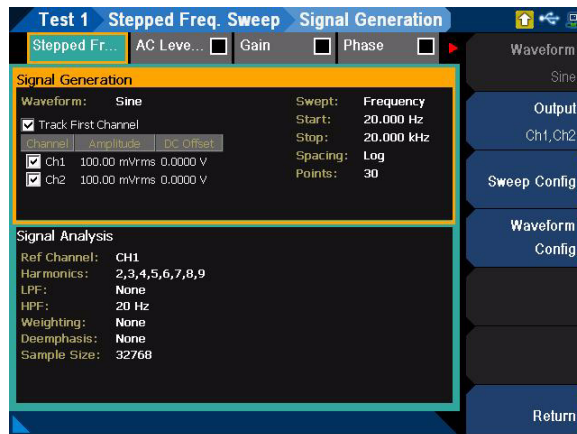 Test 1 Stepped Freq. Sweep Signal Generation
Stepped Fr... AC Leve... Gain Phase
Signal Generation
Waveform: Sine
Track First Channel
Channel Amplitude DC Offset
Ch1 100.00 mVrms 0.0000 V
Ch2 100.00 mVrms 0.0000 V
Swept: Frequency
Start: 20.000 Hz
Stop: 20.000 kHz
Spacing: Log
Points: 30
Signal Analysis
Ref Channel: CH1
Harmonics: 2,3,4,5,6,7,8,9
LPF: None
HPF: 20 Hz
Weighting: None
Deemphasis: None
Sample Size: 32768
Waveform
Sine
Output
Ch1,Ch2
Sweep Config
Waveform
Config
Return